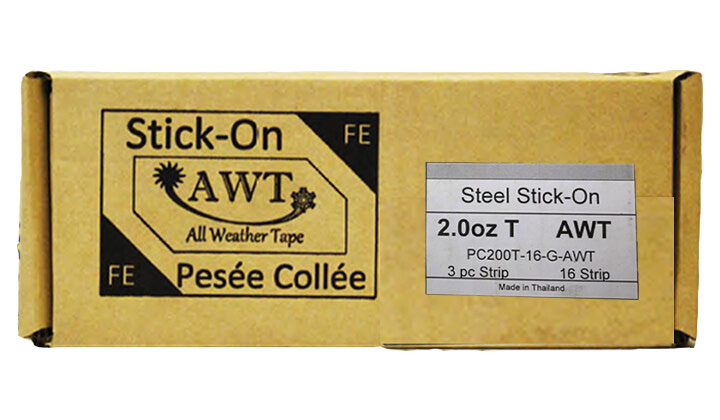 Stick-On FE
AWT
All Weather Tape
FE Pesée Collée
Steel Stick-On
2.0oz T AWT
PC200T-16-G-AWT
3 pc Strip 16 Strip
Made in Thailand